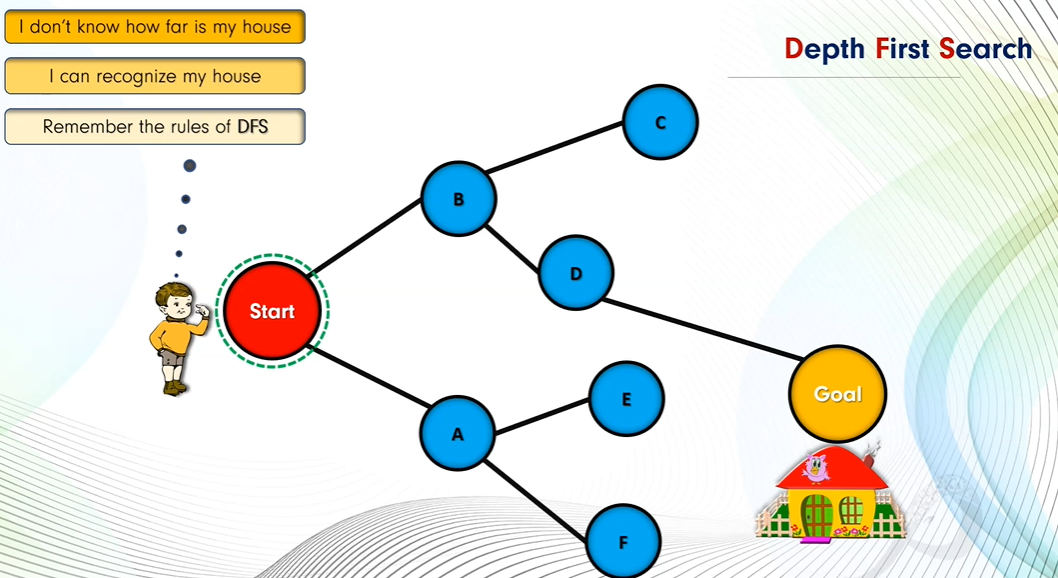 I don't know how far is my house
I can recognize my house
Remember the rules of DFS
Depth First Search
C
B
D
Start
Goal
E
A
F